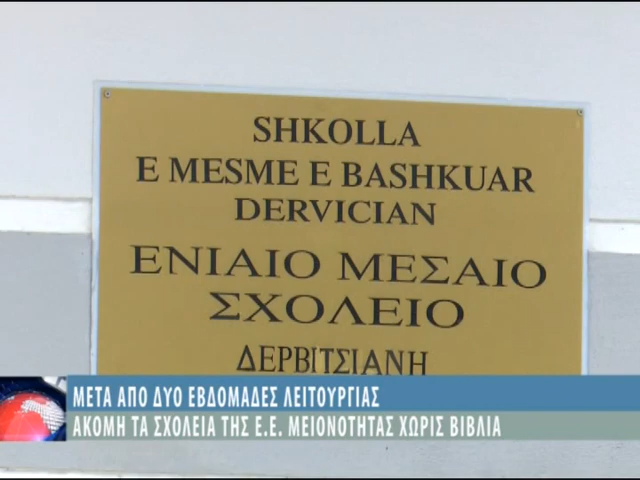 SHKOLLA
E MESME E BASHKUAR
DERVICIAN
ΕΝΙΑΙΟ ΜΕΣΑΙΟ
ΣΧΟΛΕΙΟ
ΔΕΡΒΙΤΣΙΑΝΗ
ΜΕΤΑ ΑΠΟ ΔΥΟ ΕΒΔΟΜΑΔΕΣ ΛΕΙΤΟΥΡΓΙΑΣ
ΑΚΟΜΗ ΤΑ ΣΧΟΛΕΙΑ ΤΗΣ Ε.Ε. ΜΕΙΟΝΟΤΗΤΑΣ ΧΩΡΙΣ ΒΙΒΛΙΑ